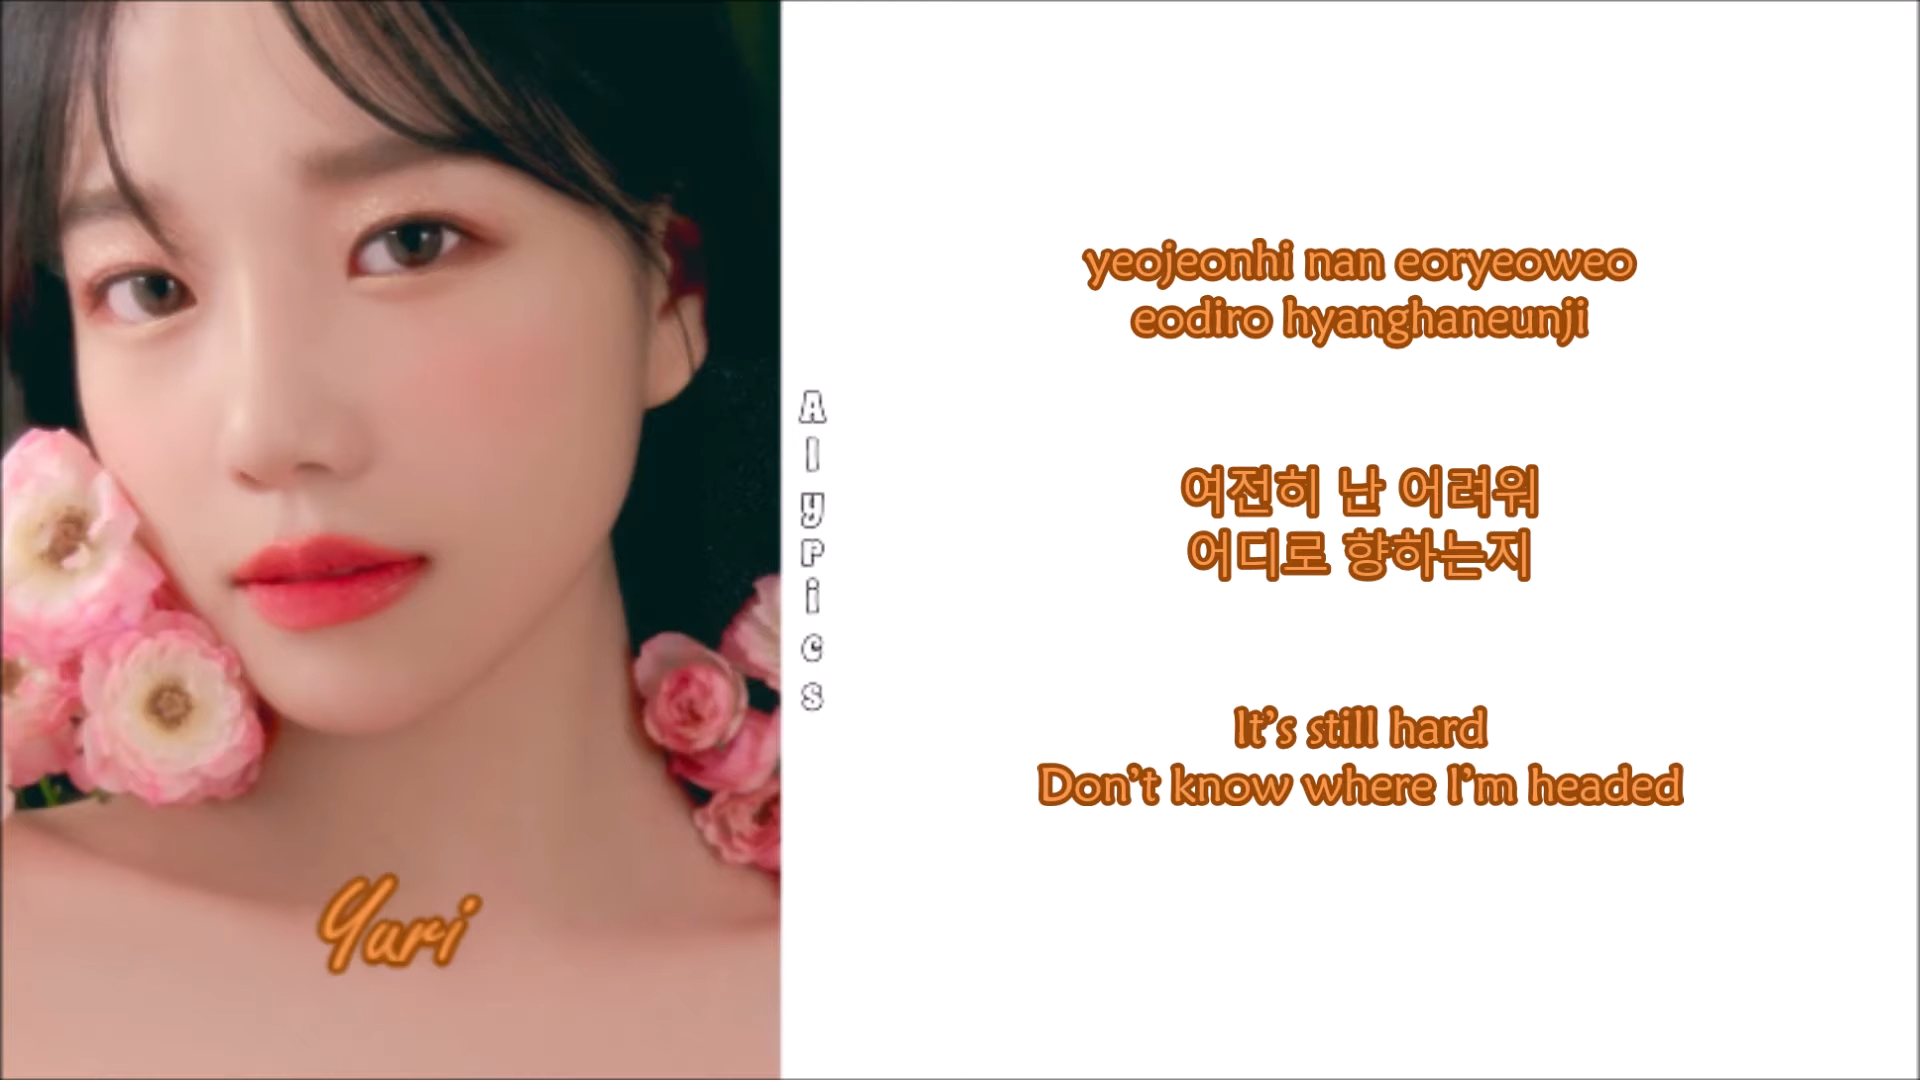 yeojeonhi nan eoryeoweo
eodiro hyanghaneunji
여전히 난 어려워
어디로 향하는지
It's still hard
Don't know where I'm headed
AlyPics
Yuri